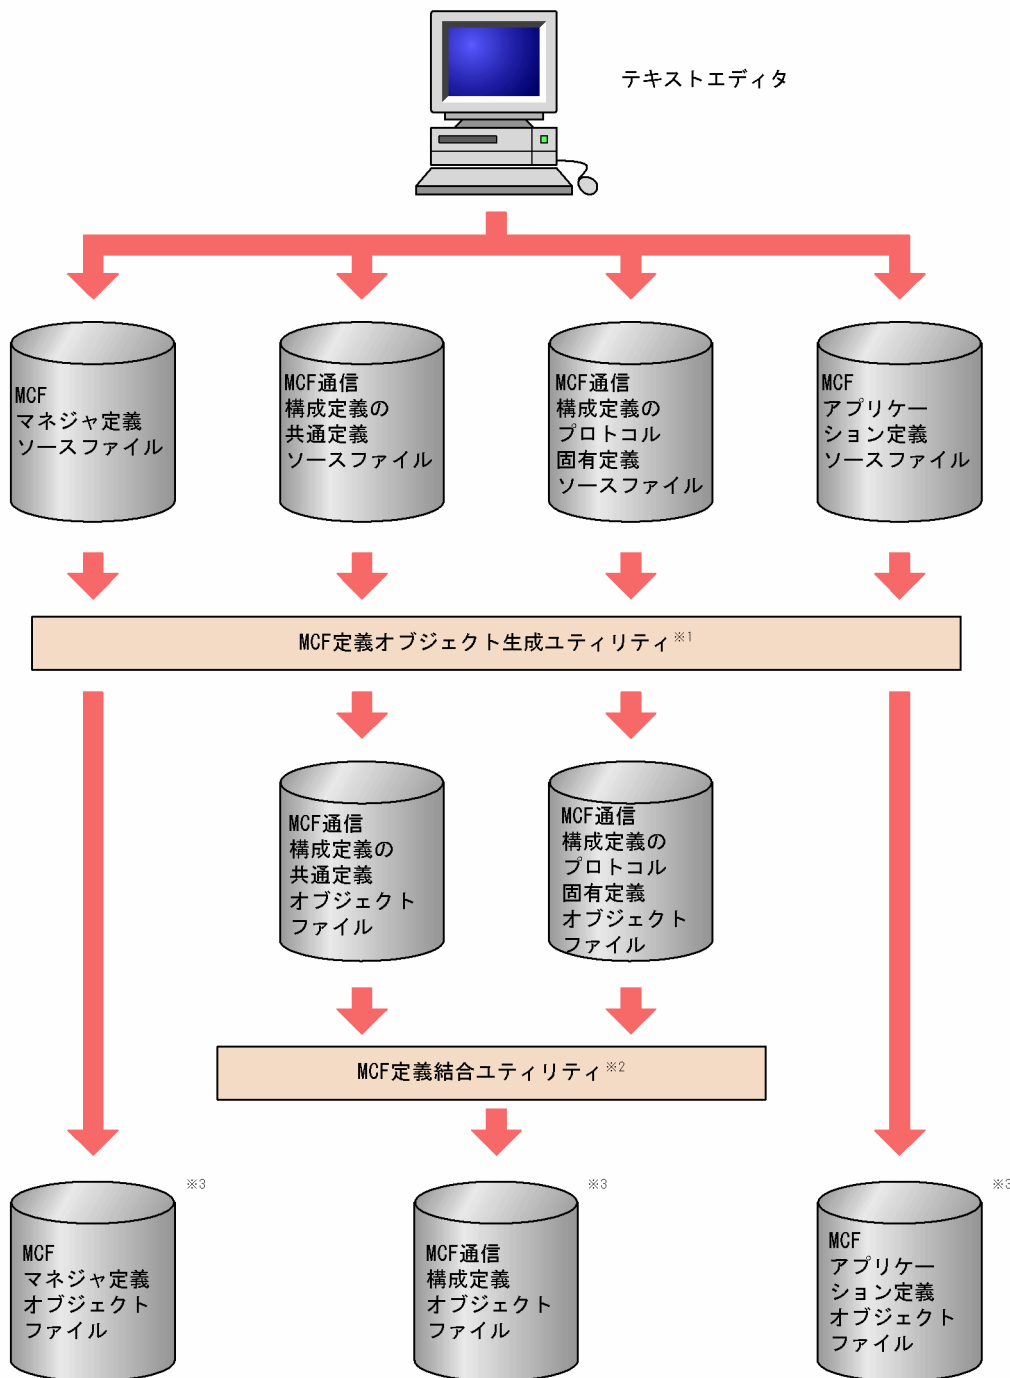 テキストエディタ
MCF
マネジャ定義
ソースファイル
MCF通信
構成定義の
共通定義
ソースファイル
MCF通信
構成定義の
プロトコル
固有定義
ソースファイル
MCF
アプリケー
ション定義
ソースファイル
MCF定義オブジェクト生成ユティリティ※1
MCF通信
構成定義の
共通定義
オブジェクト
ファイル
MCF通信
構成定義の
プロトコル
固有定義
オブジェクト
ファイル
MCF定義結合ユティリティ※2
※3
MCF
マネジャ定義
オブジェクト
ファイル
※3
MCF通信
構成定義
オブジェクト
ファイル
※3
MCF
アプリケー
ション定義
オブジェクト
ファイル